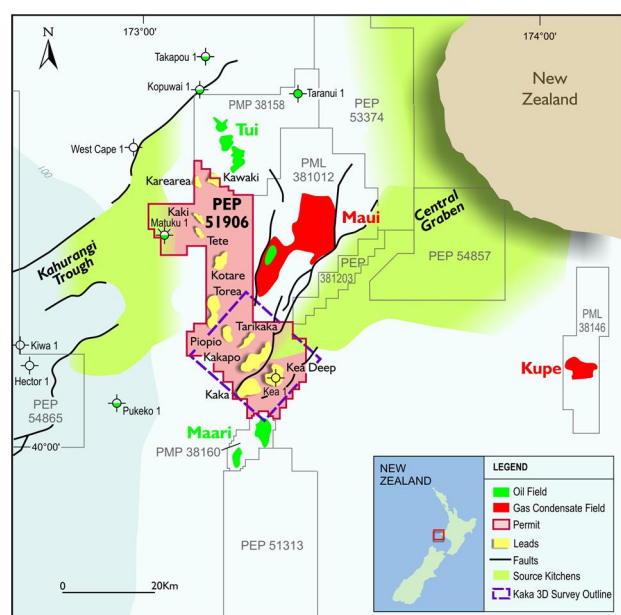 173°00'
174°00'
N
Takapou 1
Kopuwai 1
Taranui 1
PMP 38158
PEP
53374
New
Zealand
Tui
West Cape 1
100
PML
381012
Kawaki
Karearea
PEP
51906
Kaki
Matuku 1
Maui
Central
Graben
Tete
Kahurangi
Trough
PEP 54857
PEP
381203
Kotare
Torea
PML
38146
Tarikaka
Piopio
Kiwa 1
Kakapo
Kea Deep
Kupe
Hector 1
Kaka
Kea 1
PEP
54865
Pukeko 1
Maari
40°00'
PMP 38160
PEP 51313
NEW
ZEALAND
LEGEND
Oil Field
Gas Condensate Field
Permit
Leads
Faults
Source Kitchens
Kaka 3D Survey Outline
0
20Km